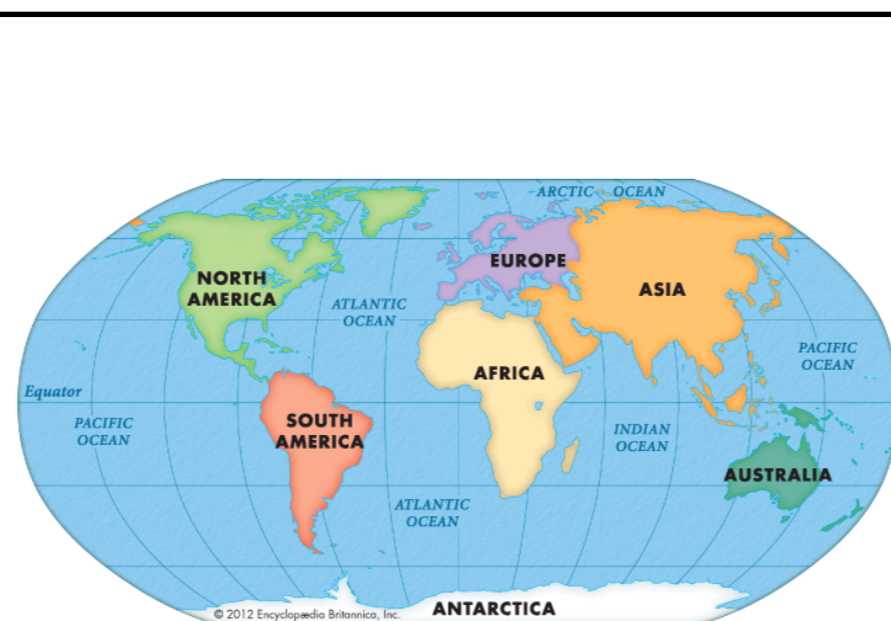 ARCTIC OCEAN
EUROPE
NORTH
AMERICA
ASIA
ATLANTIC
OCEAN
PACIFIC
OCEAN
AFRICA
Equator
SOUTH
AMERICA
PACIFIC
OCEAN
INDIAN
OCEAN
AUSTRALIA
ATLANTIC
OCEAN
ANTARCTICA
© 2012 Encyclopædia Britannica, Inc.